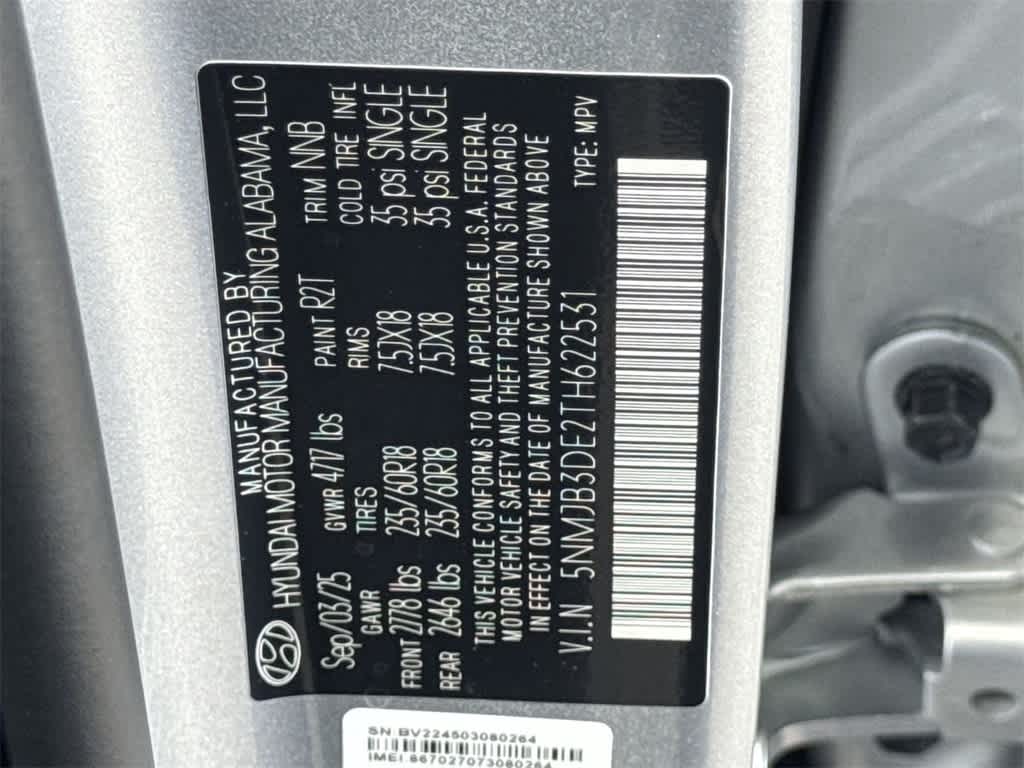 MANUFACTURED BY
HYUNDAI MOTOR MANUFACTURING ALABAMA, LLC
Sep/03/25 GVWR 4717 lbs PAINT R2T TRIM NNB
GAWR TIRES RIMS COLD TIRE INFL
FRONT 2778 lbs 235/60R18 7.5JX18 35 psi SINGLE
REAR 2646 lbs 235/60R18 7.5JX18 35 psi SINGLE
THIS VEHICLE CONFORMS TO ALL APPLICABLE U.S.A. FEDERAL
MOTOR VEHICLE SAFETY AND THEFT PREVENTION STANDARDS
IN EFFECT ON THE DATE OF MANUFACTURE SHOWN ABOVE
V.I.N 5NMJB3DE2TH622531 TYPE: MPV
SN:BV224503080264
IMEI:867027073080264